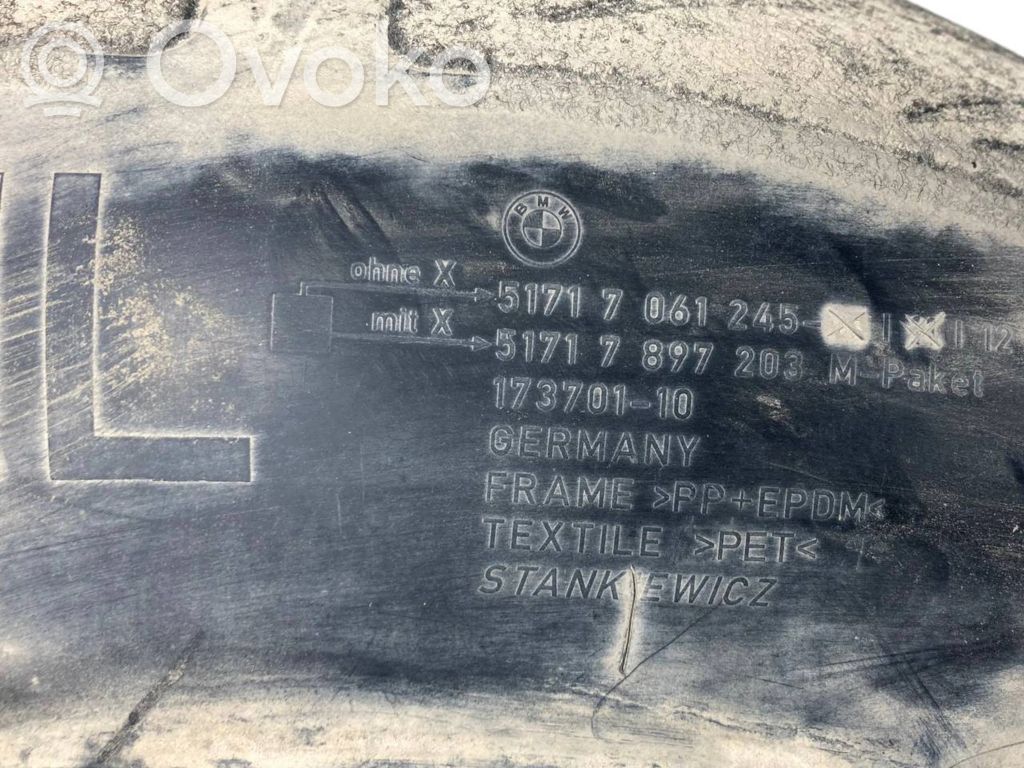 Ovoko
L
BMW
ohne X 5171 7 061 245- | | 12
mit X 5171 7 897 203 M-Paket
173701-10
GERMANY
FRAME >PP+EPDM<
TEXTILE >PET<
STANKIEWICZ